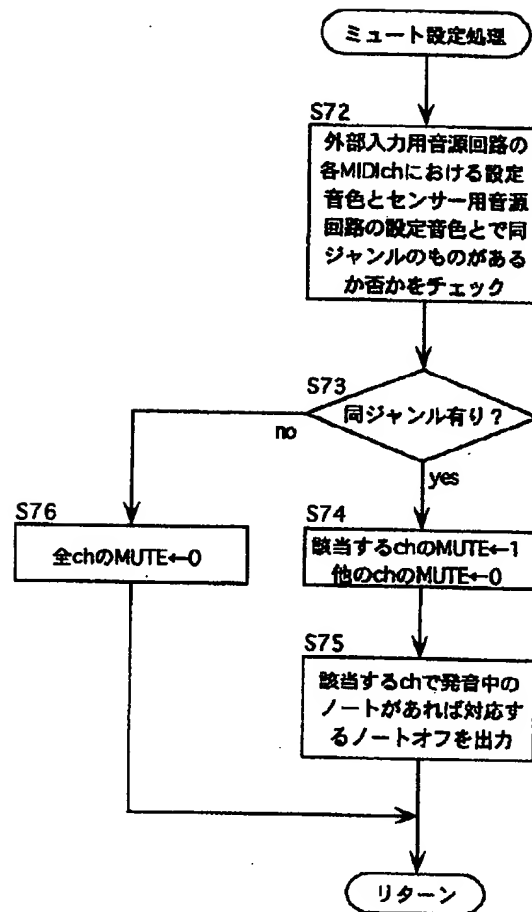 ミュート設定処理
S72
外部入力用音源回路の
各MIDIchにおける設定
音色とセンサー用音源
回路の設定音色とで同
ジャンルのものがある
か否かをチェック
S73
同ジャンル有り?
no
yes
S76
全chのMUTE←0
S74
該当するchのMUTE←1
他のchのMUTE←0
S75
該当するchで発音中の
ノートがあれば対応す
るノートオフを出力
リターン